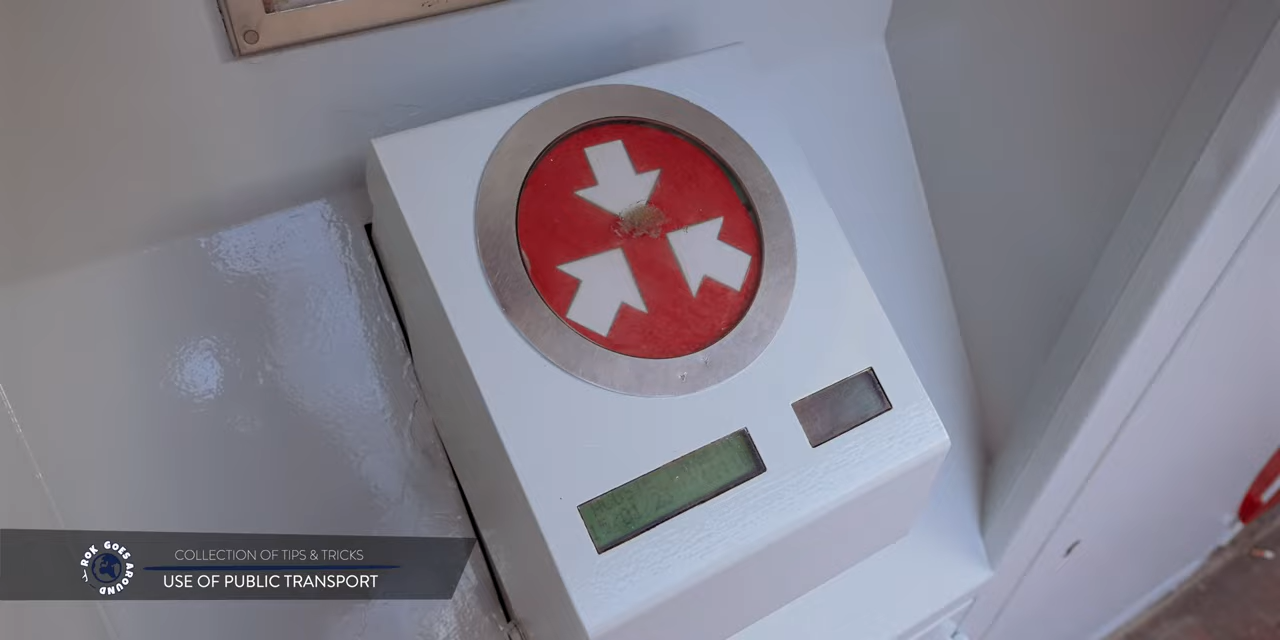 ROK GOES AROUND
COLLECTION OF TIPS & TRICKS
USE OF PUBLIC TRANSPORT